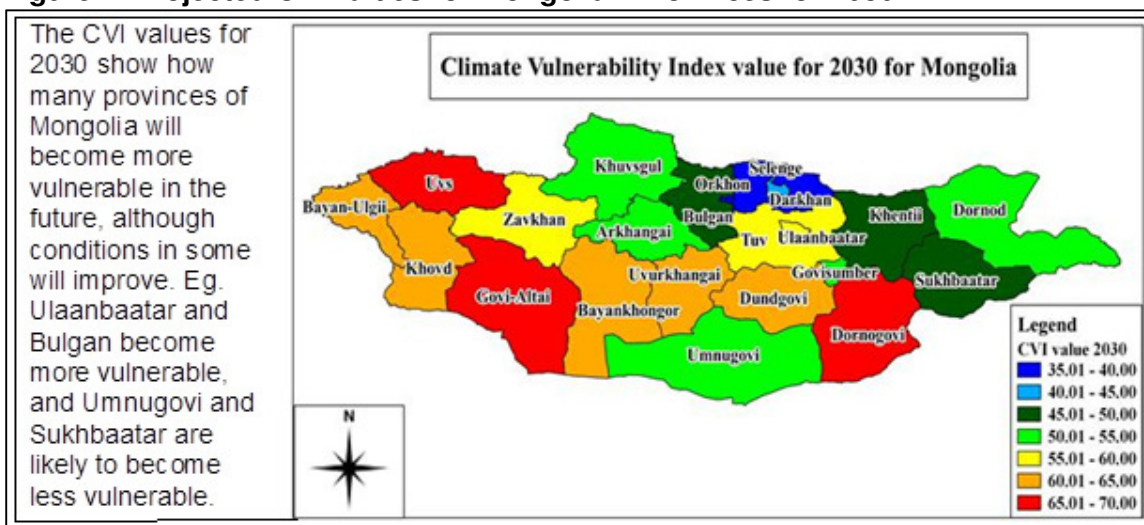 The CVI values for
2030 show how
many provinces of
Mongolia will
become more
vulnerable in the
future, although
conditions in some
will improve. Eg.
Ulaanbaatar and
Bulgan become
more vulnerable,
and Umnugovi and
Sukhbaatar are
likely to become
less vulnerable.
Climate Vulnerability Index value for 2030 for Mongolia
Khuvsgul
Selenge
Uvs
Orkhon
Darkhan
Bayan-Ulgii
Zavkhan
Bulgan
Khentii
Dornod
Arkhangai
Tuv
Ulaanbaatar
Khovd
Uvurkhangai
Govisumber
Sukhbaatar
Govi-Altai
Bayankhongor
Dundgovi
Dornogovi
Umnugovi
N
Legend
CVI value 2030
35.01 - 40.00
40.01 - 45.00
45.01 - 50.00
50.01 - 55.00
55.01 - 60.00
60.01 - 65.00
65.01 - 70.00